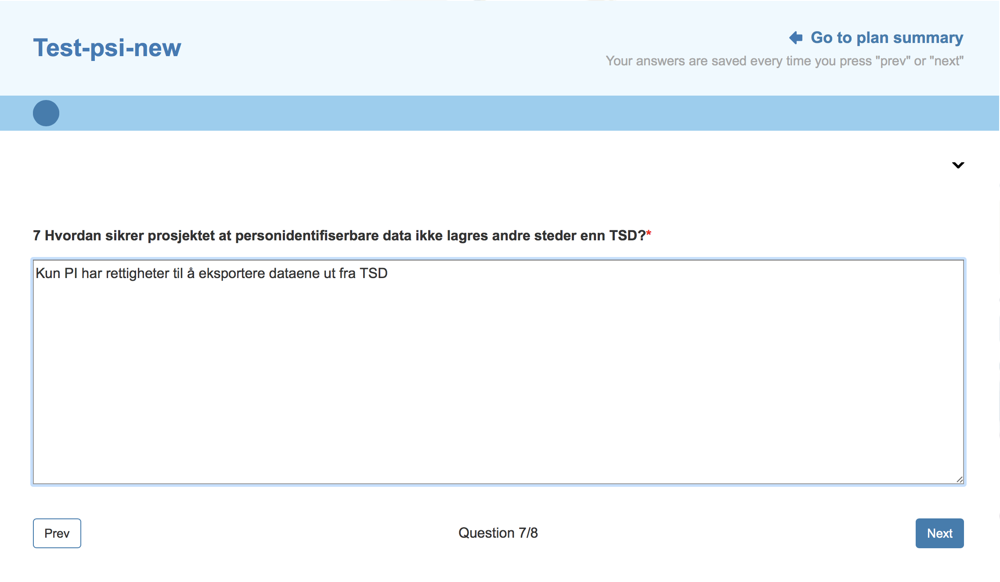 Test-psi-new
Go to plan summary
Your answers are saved every time you press "prev" or "next"
7 Hvordan sikrer prosjektet at personidentifiserbare data ikke lagres andre steder enn TSD?*
Kun PI har rettigheter til å eksportere dataene ut fra TSD
Prev
Question 7/8
Next